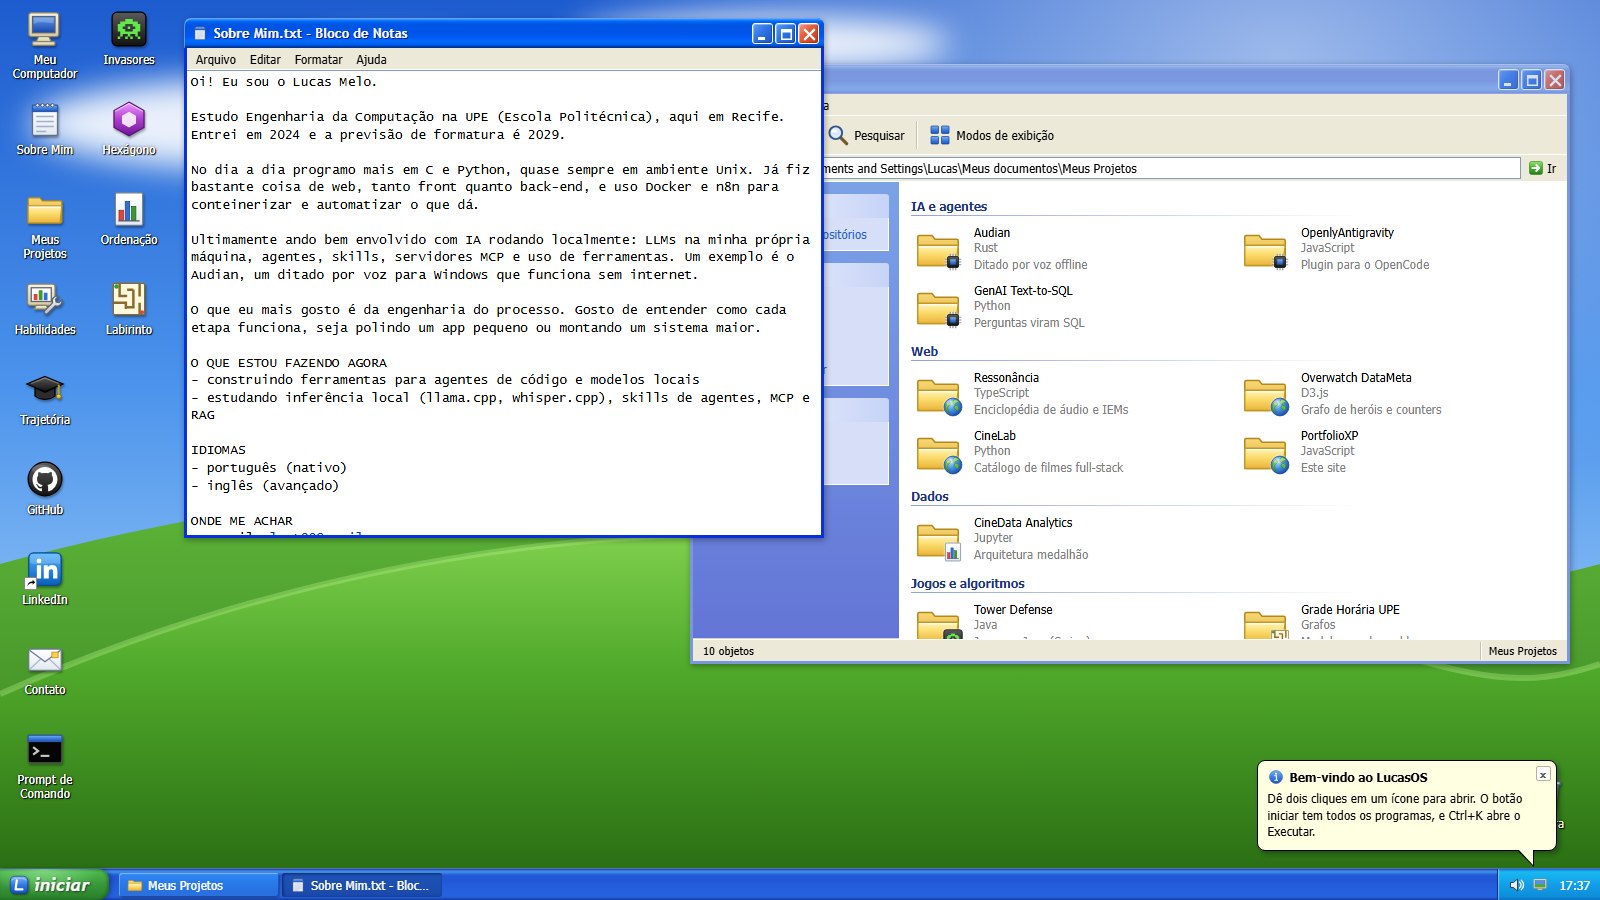 Meu
Computador
Invasores
Sobre Mim
Hexágono
Meus
Projetos
Ordenação
Habilidades
Labirinto
Trajetória
GitHub
in
LinkedIn
Contato
>_
Prompt de
Comando
Sobre Mim.txt - Bloco de Notas
Arquivo Editar Formatar Ajuda
Oi! Eu sou o Lucas Melo.
Estudo Engenharia da Computação na UPE (Escola Politécnica), aqui em Recife.
Entrei em 2024 e a previsão de formatura é 2029.
No dia a dia programo mais em C e Python, quase sempre em ambiente Unix. Já fiz
bastante coisa de web, tanto front quanto back-end, e uso Docker e n8n para
conteinerizar e automatizar o que dá.
Ultimamente ando bem envolvido com IA rodando localmente: LLMs na minha própria
máquina, agentes, skills, servidores MCP e uso de ferramentas. Um exemplo é o
Audian, um ditado por voz para Windows que funciona sem internet.
O que eu mais gosto é da engenharia do processo. Gosto de entender como cada
etapa funciona, seja polindo um app pequeno ou montando um sistema maior.
O QUE ESTOU FAZENDO AGORA
- construindo ferramentas para agentes de código e modelos locais
- estudando inferência local (llama.cpp, whisper.cpp), skills de agentes, MCP e
RAG
IDIOMAS
- português (nativo)
- inglês (avançado)
ONDE ME ACHAR
Pesquisar Modos de exibição
ments and Settings\Lucas\Meus documentos\Meus Projetos Ir
ositórios
IA e agentes
Audian
Rust
Ditado por voz offline
OpenlyAntigravity
JavaScript
Plugin para o OpenCode
GenAI Text-to-SQL
Python
Perguntas viram SQL
Web
Ressonância
TypeScript
Enciclopédia de áudio e IEMs
Overwatch DataMeta
D3.js
Grafo de heróis e counters
CineLab
Python
Catálogo de filmes full-stack
PortfolioXP
JavaScript
Este site
Dados
CineData Analytics
Jupyter
Arquitetura medalhão
Jogos e algoritmos
Tower Defense
Java
Grade Horária UPE
Grafos
10 objetos Meus Projetos
Bem-vindo ao LucasOS
Dê dois cliques em um ícone para abrir. O botão
iniciar tem todos os programas, e Ctrl+K abre o
Executar.
L iniciar Meus Projetos Sobre Mim.txt - Bloc... 17:37